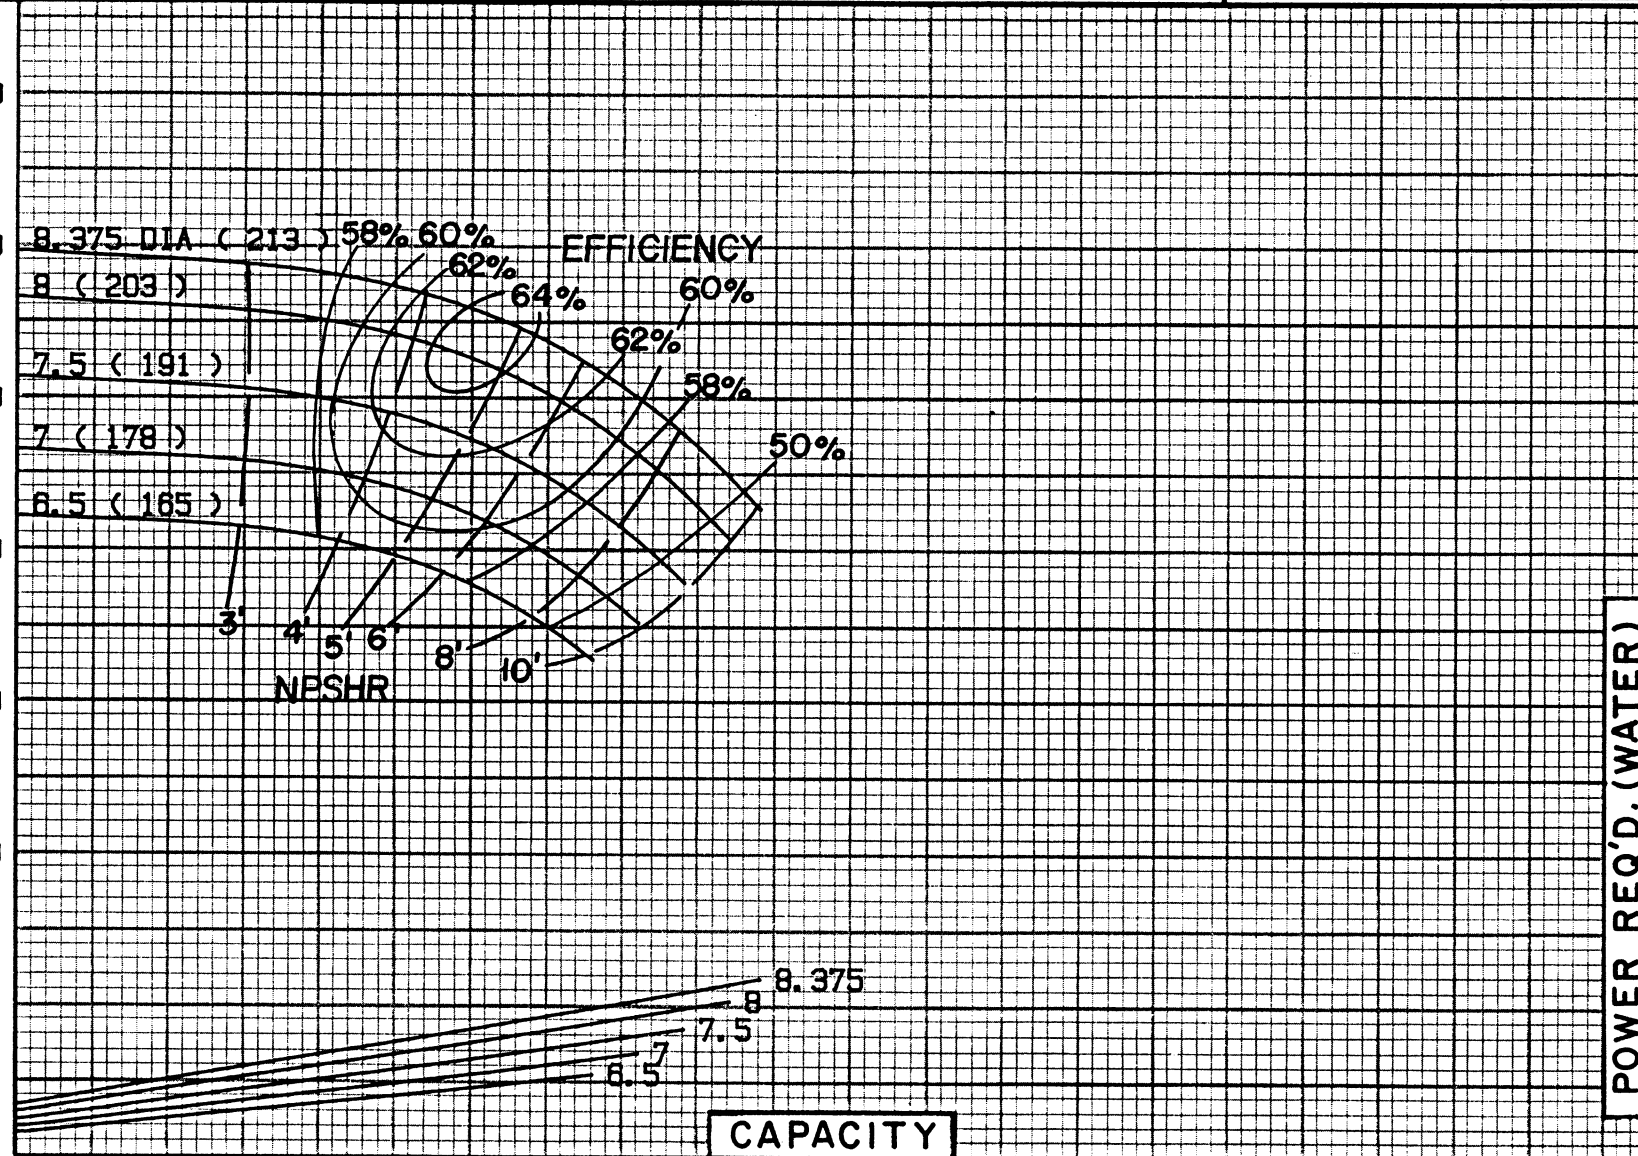 8.375 DIA ( 213 ) 58% 60%
EFFICIENCY
62%
8 ( 203 )
64%
60%
62%
7.5 ( 191 )
58%
7 ( 178 )
50%
6.5 ( 165 )
3'
4'
5'
6'
8'
10'
NPSHR
POWER REQ'D. (WATER)
8.375
8
7.5
7
6.5
CAPACITY